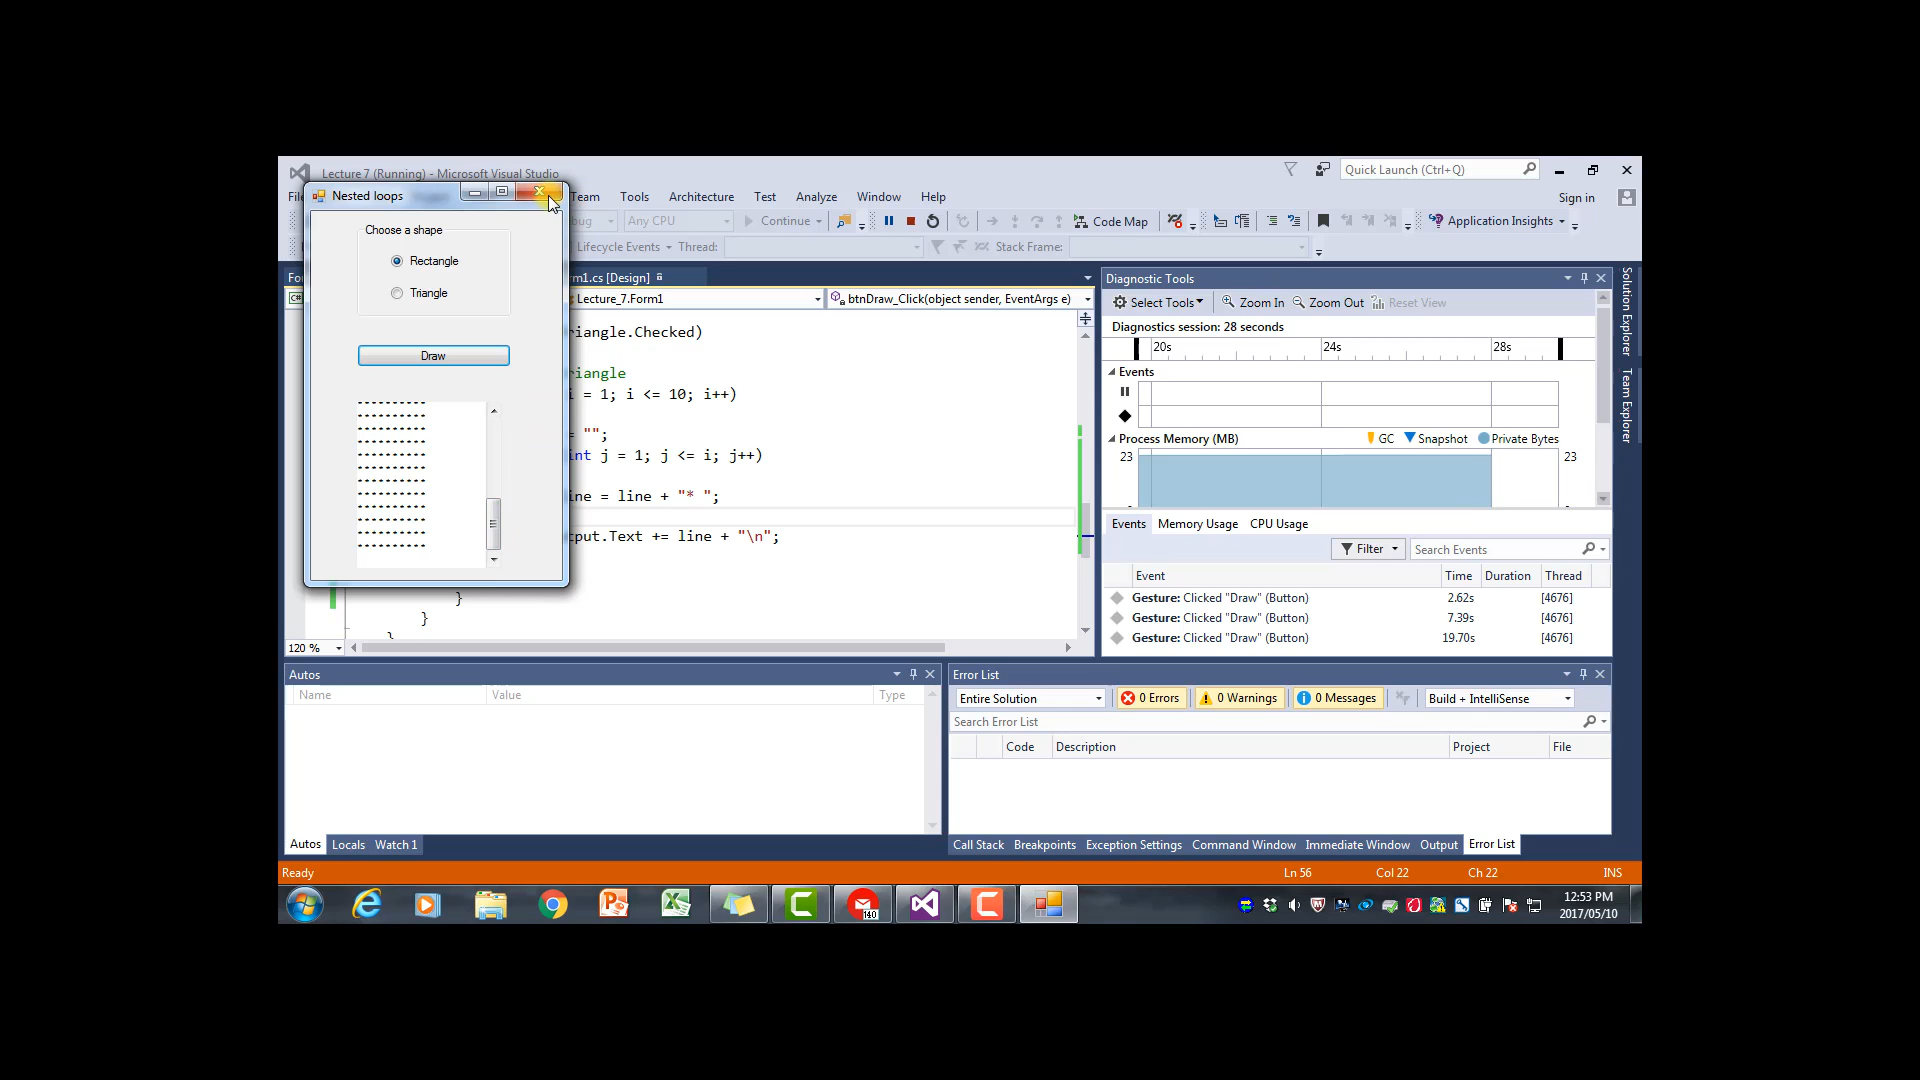 Lecture 7 (Running) - Microsoft Visual Studio
Quick Launch (Ctrl+Q)
Team Tools Architecture Test Analyze Window Help
Sign in
Any CPU Continue Code Map Application Insights
Lifecycle Events Thread: Stack Frame:
Nested loops
Choose a shape
Rectangle
Triangle
Draw
**********
**********
**********
**********
**********
**********
**********
**********
**********
**********
**********
**********
m1.cs [Design]
Lecture_7.Form1 btnDraw_Click(object sender, EventArgs e)
iangle.Checked)
iangle
i = 1; i <= 10; i++)
= "";
int j = 1; j <= i; j++)
ine = line + "* ";
tput.Text += line + "\n";
}
}
}
120 %
Diagnostic Tools
Select Tools Zoom In Zoom Out Reset View
Diagnostics session: 28 seconds
20s 24s 28s
Events
Process Memory (MB) GC Snapshot Private Bytes
23 23
Events Memory Usage CPU Usage
Filter Search Events
Event Time Duration Thread
Gesture: Clicked "Draw" (Button) 2.62s [4676]
Gesture: Clicked "Draw" (Button) 7.39s [4676]
Gesture: Clicked "Draw" (Button) 19.70s [4676]
Solution Explorer
Team Explorer
Autos
Name Value Type
Autos Locals Watch 1
Error List
Entire Solution 0 Errors 0 Warnings 0 Messages Build + IntelliSense
Search Error List
Code Description Project File
Call Stack Breakpoints Exception Settings Command Window Immediate Window Output Error List
Ready Ln 56 Col 22 Ch 22 INS
140
12:53 PM
2017/05/10